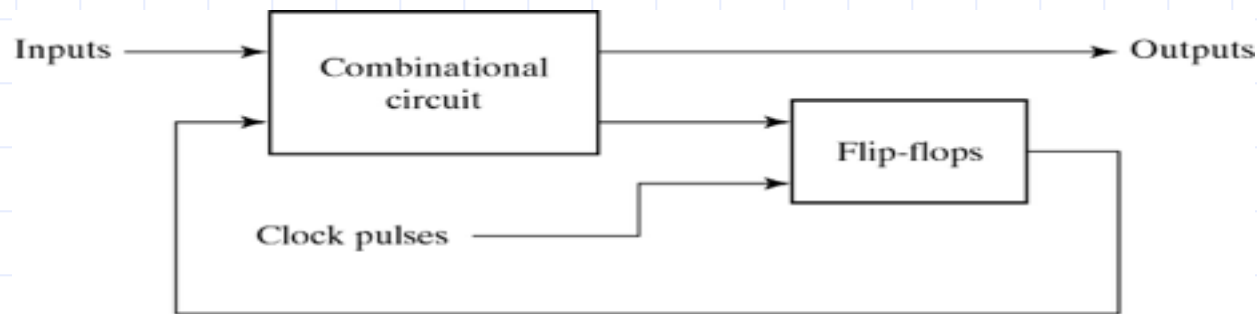 Inputs
Combinational
circuit
Outputs
Flip-flops
Clock pulses